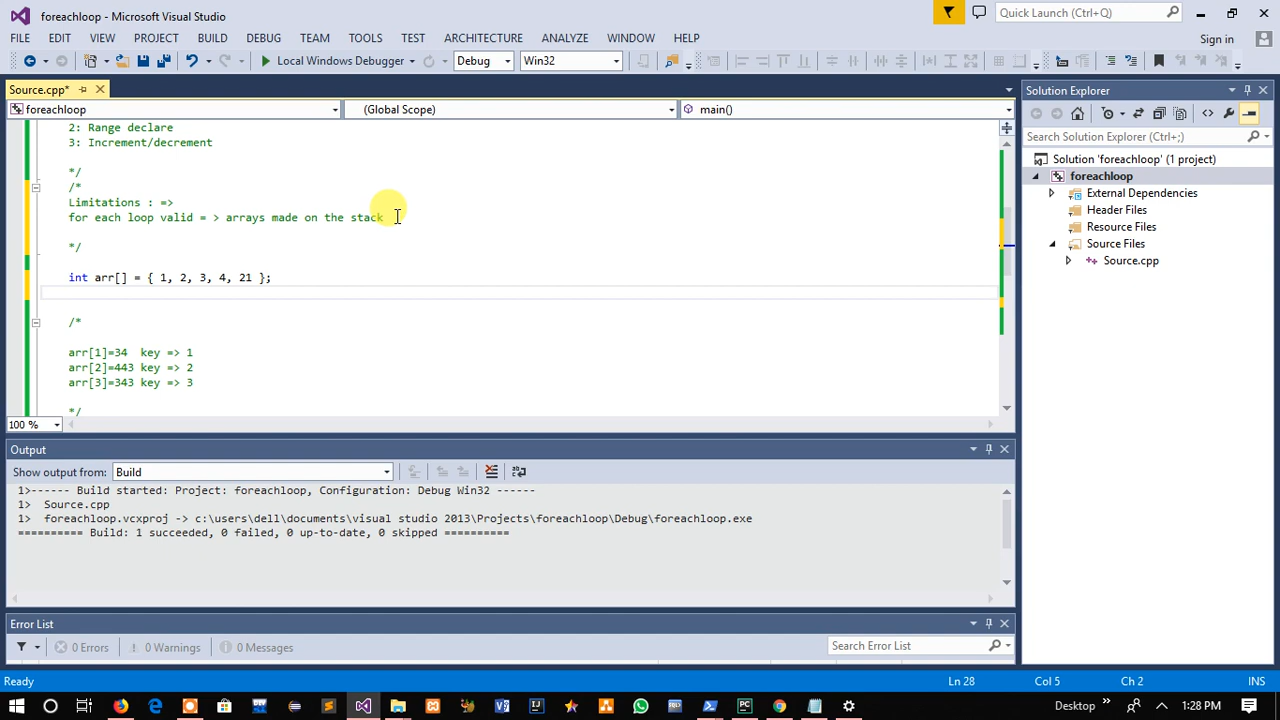 foreachloop - Microsoft Visual Studio
Quick Launch (Ctrl+Q)
FILE EDIT VIEW PROJECT BUILD DEBUG TEAM TOOLS TEST ARCHITECTURE ANALYZE WINDOW HELP
Sign in
Local Windows Debugger Debug Win32
Source.cpp*
foreachloop (Global Scope) main()
2: Range declare
3: Increment/decrement
*/
/*
Limitations : =>
for each loop valid = > arrays made on the stack
*/
int arr[] = { 1, 2, 3, 4, 21 };
/*
arr[1]=34 key => 1
arr[2]=443 key => 2
arr[3]=343 key => 3
*/
100 %
Solution Explorer
Search Solution Explorer (Ctrl+;)
Solution 'foreachloop' (1 project)
foreachloop
External Dependencies
Header Files
Resource Files
Source Files
Source.cpp
Output
Show output from: Build
1>------ Build started: Project: foreachloop, Configuration: Debug Win32 ------
1> Source.cpp
1> foreachloop.vcxproj -> c:\users\dell\documents\visual studio 2013\Projects\foreachloop\Debug\foreachloop.exe
========== Build: 1 succeeded, 0 failed, 0 up-to-date, 0 skipped ==========
Error List
0 Errors 0 Warnings 0 Messages
Search Error List
Ready Ln 28 Col 5 Ch 2 INS
Desktop 1:28 PM